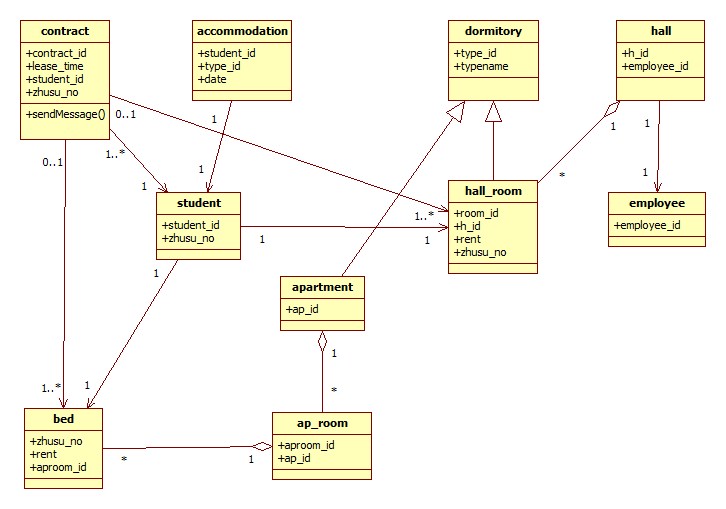 contract
+contract_id
+lease_time
+student_id
+zhusu_no
+sendMessage()
accommodation
+student_id
+type_id
+date
dormitory
+type_id
+typename
hall
+h_id
+employee_id
0..1
1
1
1
0..1
1..*
1
1
*
1
student
+student_id
+zhusu_no
hall_room
+room_id
+h_id
+rent
+zhusu_no
employee
+employee_id
1..*
1
1
1
apartment
+ap_id
1
1..*
1
*
bed
+zhusu_no
+rent
+aproom_id
ap_room
+aproom_id
+ap_id
*
1